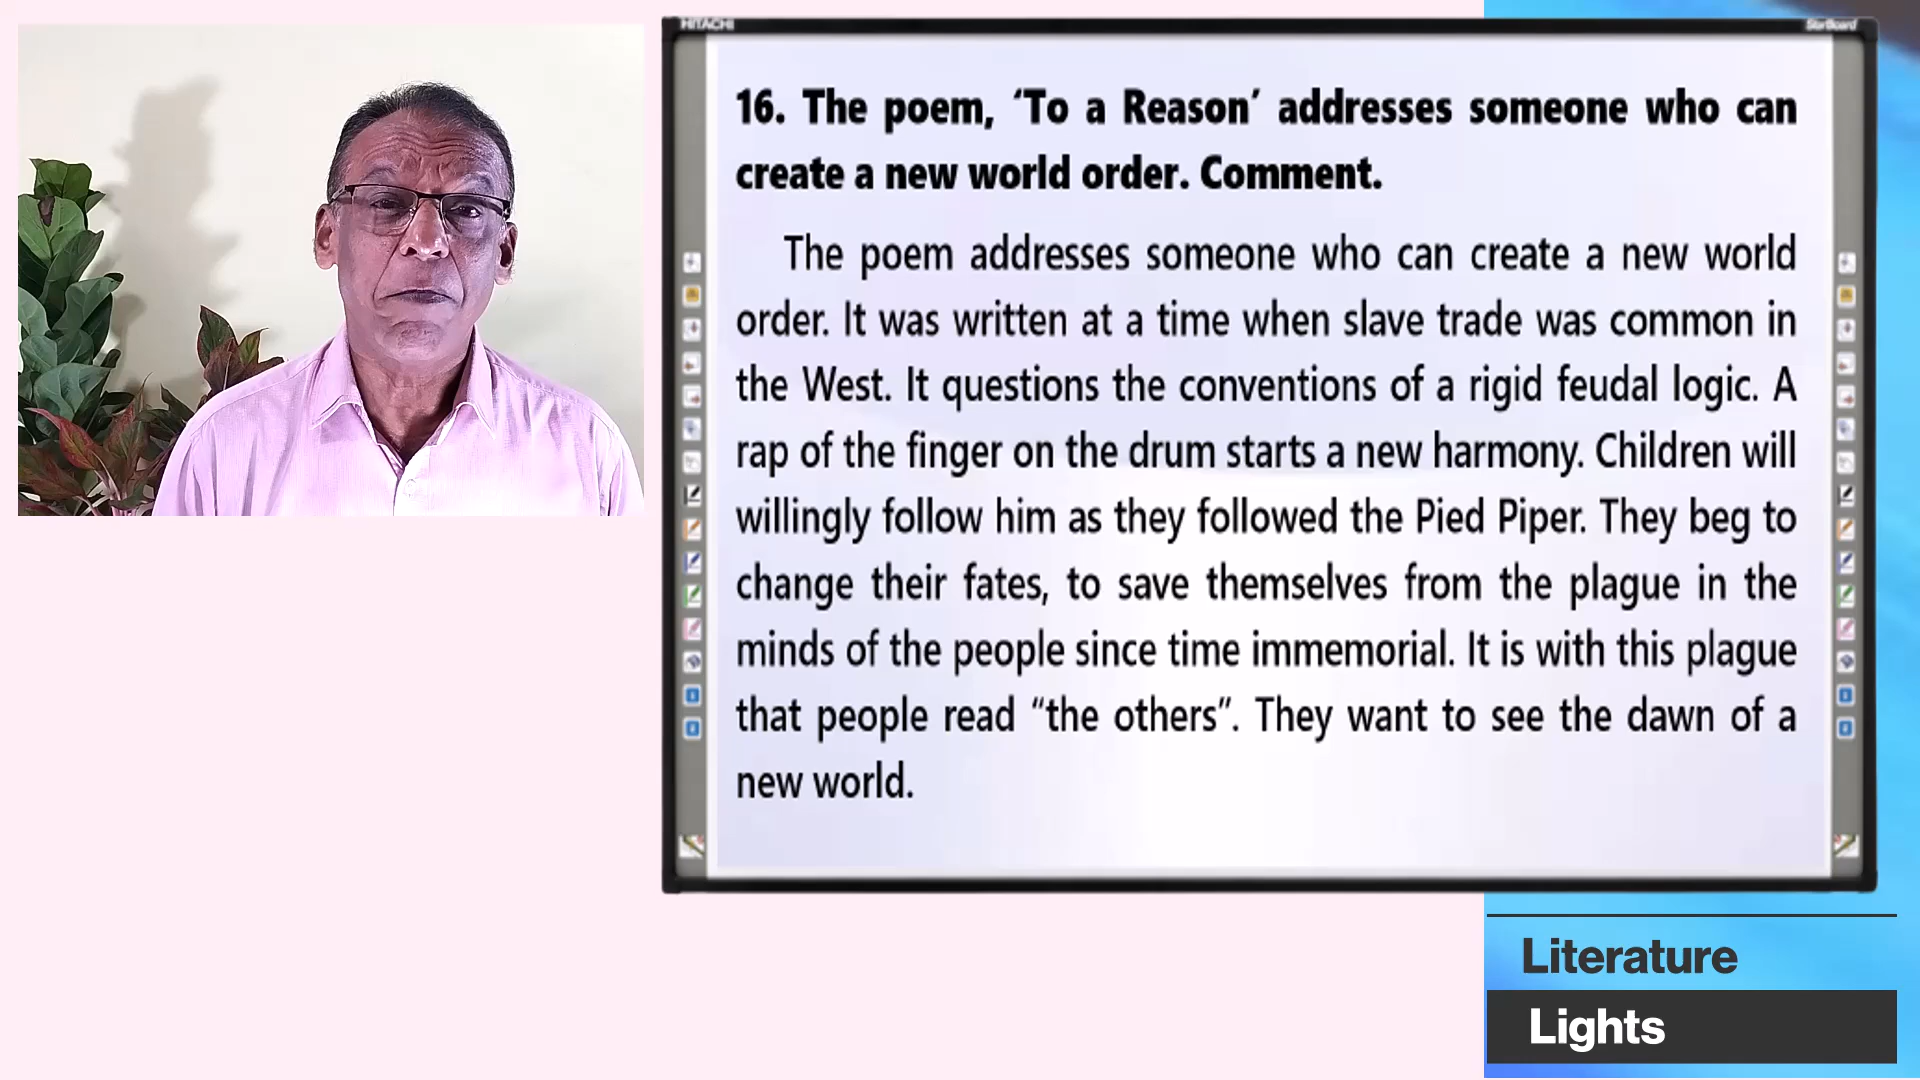 HITACHI
StarBoard
16. The poem, ‘To a Reason’ addresses someone who can
create a new world order. Comment.
The poem addresses someone who can create a new world
order. It was written at a time when slave trade was common in
the West. It questions the conventions of a rigid feudal logic. A
rap of the finger on the drum starts a new harmony. Children will
willingly follow him as they followed the Pied Piper. They beg to
change their fates, to save themselves from the plague in the
minds of the people since time immemorial. It is with this plague
that people read “the others”. They want to see the dawn of a
new world.
Literature
Lights